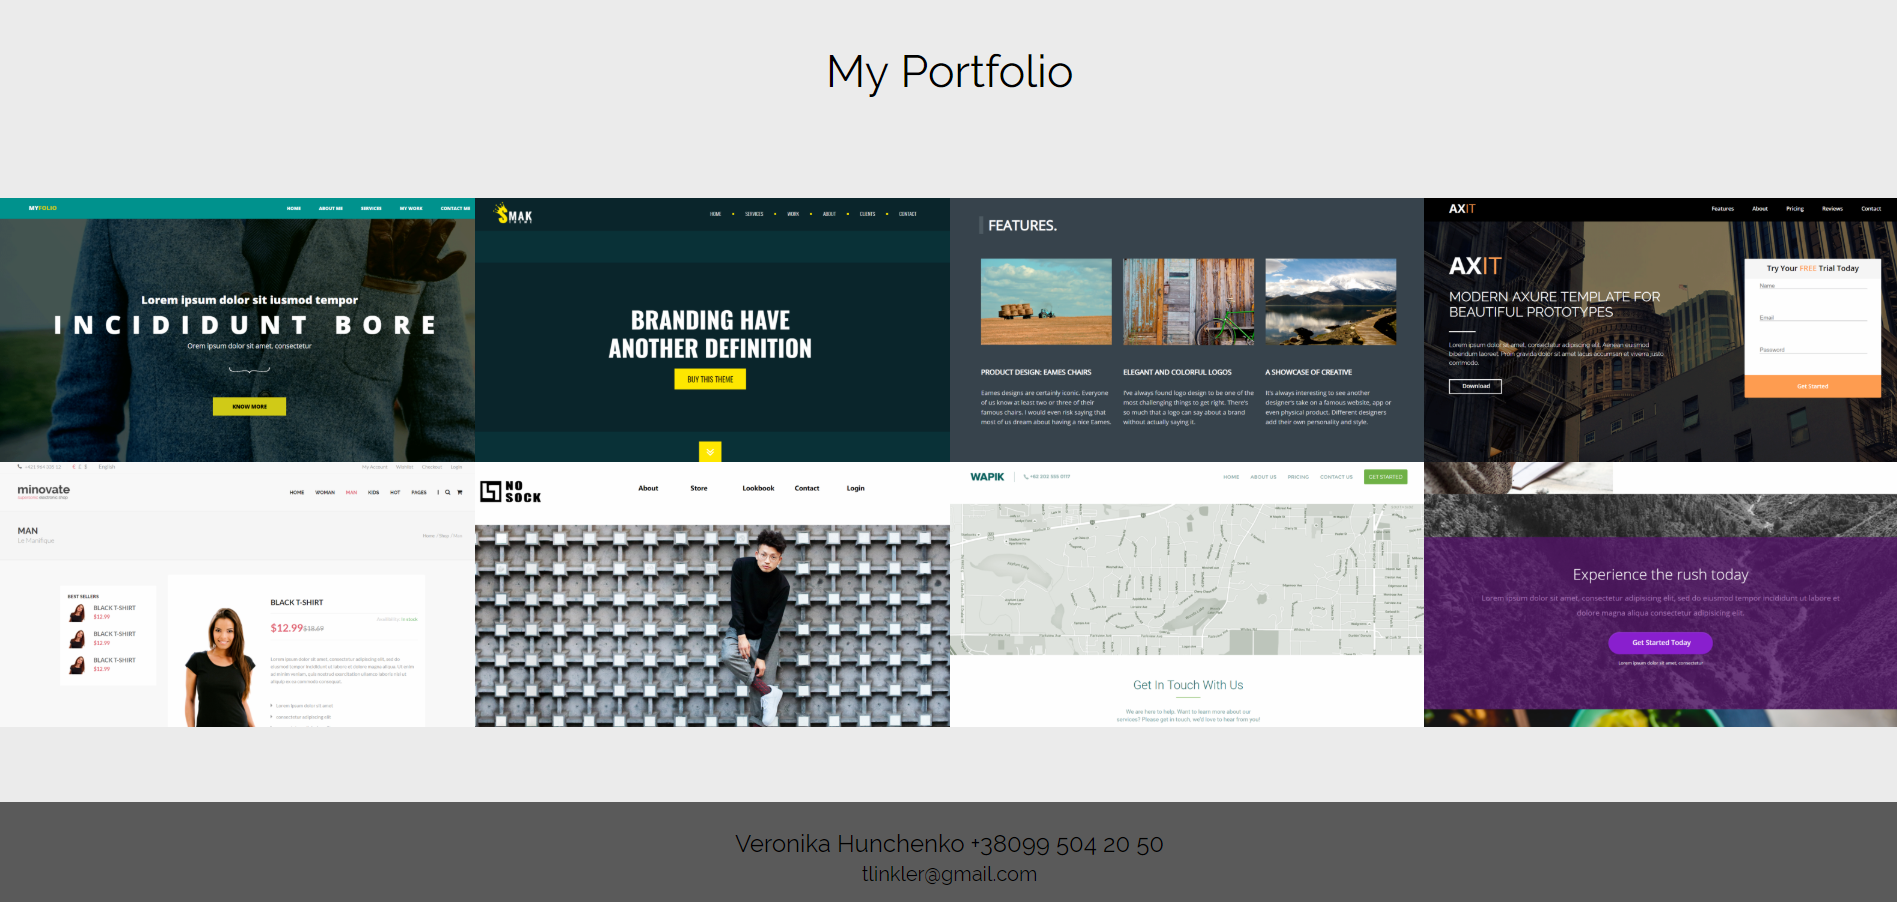 My Portfolio
MYFOLIO
HOME ABOUT ME SERVICES MY WORK CONTACT ME
Lorem ipsum dolor sit iusmod tempor
INCIDIDUNT BORE
Orem ipsum dolor sit amet, consectetur
KNOW MORE
SMAK
HOME SERVICES WORK ABOUT CLIENTS CONTACT
BRANDING HAVE
ANOTHER DEFINITION
BUY THIS THEME
FEATURES.
PRODUCT DESIGN: EAMES CHAIRS
Eames designs are certainly iconic. Everyone
of us know at least two or three of their
famous chairs. I would even risk saying that
most of us dream about having a nice Eames.
ELEGANT AND COLORFUL LOGOS
I've always found logo design to be one of the
most challenging things to get right. There's
so much that a logo can say about a brand
without actually saying it.
A SHOWCASE OF CREATIVE
It's always interesting to see another
designer's take on a famous website, app or
even physical product. Different designers
add their own personality and style.
AXIT
Features About Pricing Reviews Contact
AXIT
MODERN AXURE TEMPLATE FOR
BEAUTIFUL PROTOTYPES
Lorem ipsum dolor sit amet, consectetur adipiscing elit. Aenean euismod
bibendum laoreet. Proin gravida dolor sit amet lacus accumsan et viverra justo
commodo.
Download
Try Your FREE Trial Today
Name
Email
Password
Get Started
English
My Account Wishlist Checkout Login
minovate
HOME WOMAN MAN KIDS HOT PAGES
MAN
Le Manifique
Home / Shop / Man
BEST SELLERS
BLACK T-SHIRT
$12.99
BLACK T-SHIRT
$12.99
BLACK T-SHIRT
$12.99
BLACK T-SHIRT
$12.99 $18.69
Lorem ipsum dolor sit amet
consectetur adipisicing elit
NO
SOCK
About Store Lookbook Contact Login
WAPIK
HOME ABOUT US PRICING CONTACT US GET STARTED
Get In Touch With Us
We are here to help. Want to learn more about our
services? Please get in touch, we'd love to hear from you!
Experience the rush today
Lorem ipsum dolor sit amet, consectetur adipisicing elit, sed do eiusmod tempor incididunt ut labore et
dolore magna aliqua consectetur adipisicing elit.
Get Started Today
Lorem ipsum dolor sit amet, consectetur
Veronika Hunchenko +38099 504 20 50
tlinkler@gmail.com